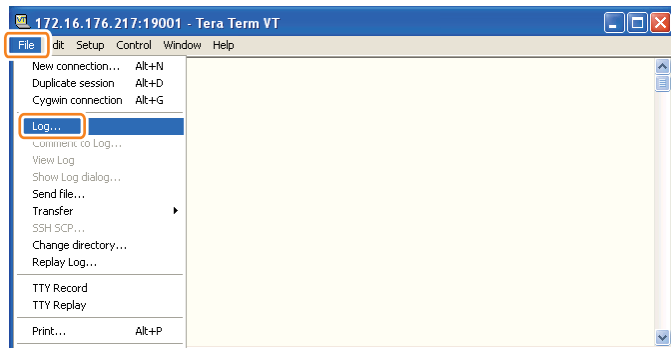 172.16.176.217:19001 - Tera Term VT
File dit Setup Control Window Help
New connection... Alt+N
Duplicate session Alt+D
Cygwin connection Alt+G
Log...
Comment to Log...
View Log
Show Log dialog...
Send file...
Transfer
SSH SCP...
Change directory...
Replay Log...
TTY Record
TTY Replay
Print... Alt+P